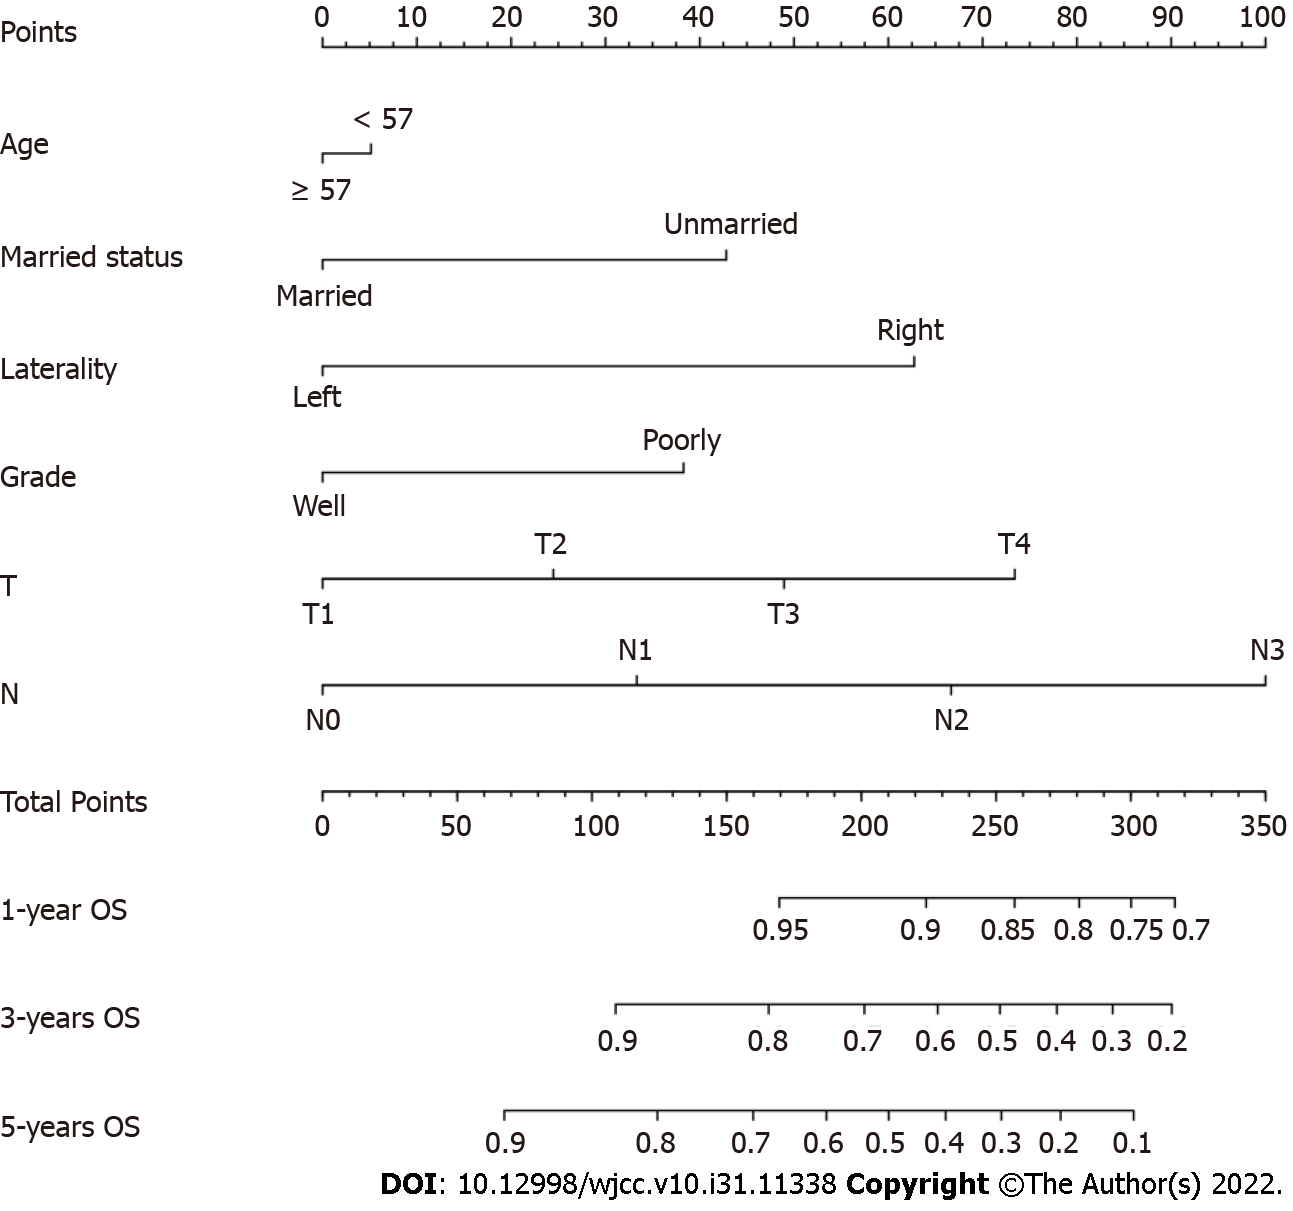 Points 0 10 20 30 40 50 60 70 80 90 100
< 57
Age
≥ 57
Unmarried
Married status
Married
Right
Laterality
Left
Poorly
Grade
Well
T2 T4
T
T1 T3
N1 N3
N
N0 N2
Total Points
0 50 100 150 200 250 300 350
1-year OS
0.95 0.9 0.85 0.8 0.75 0.7
3-years OS
0.9 0.8 0.7 0.6 0.5 0.4 0.3 0.2
5-years OS
0.9 0.8 0.7 0.6 0.5 0.4 0.3 0.2 0.1
DOI: 10.12998/wjcc.v10.i31.11338 Copyright ©The Author(s) 2022.